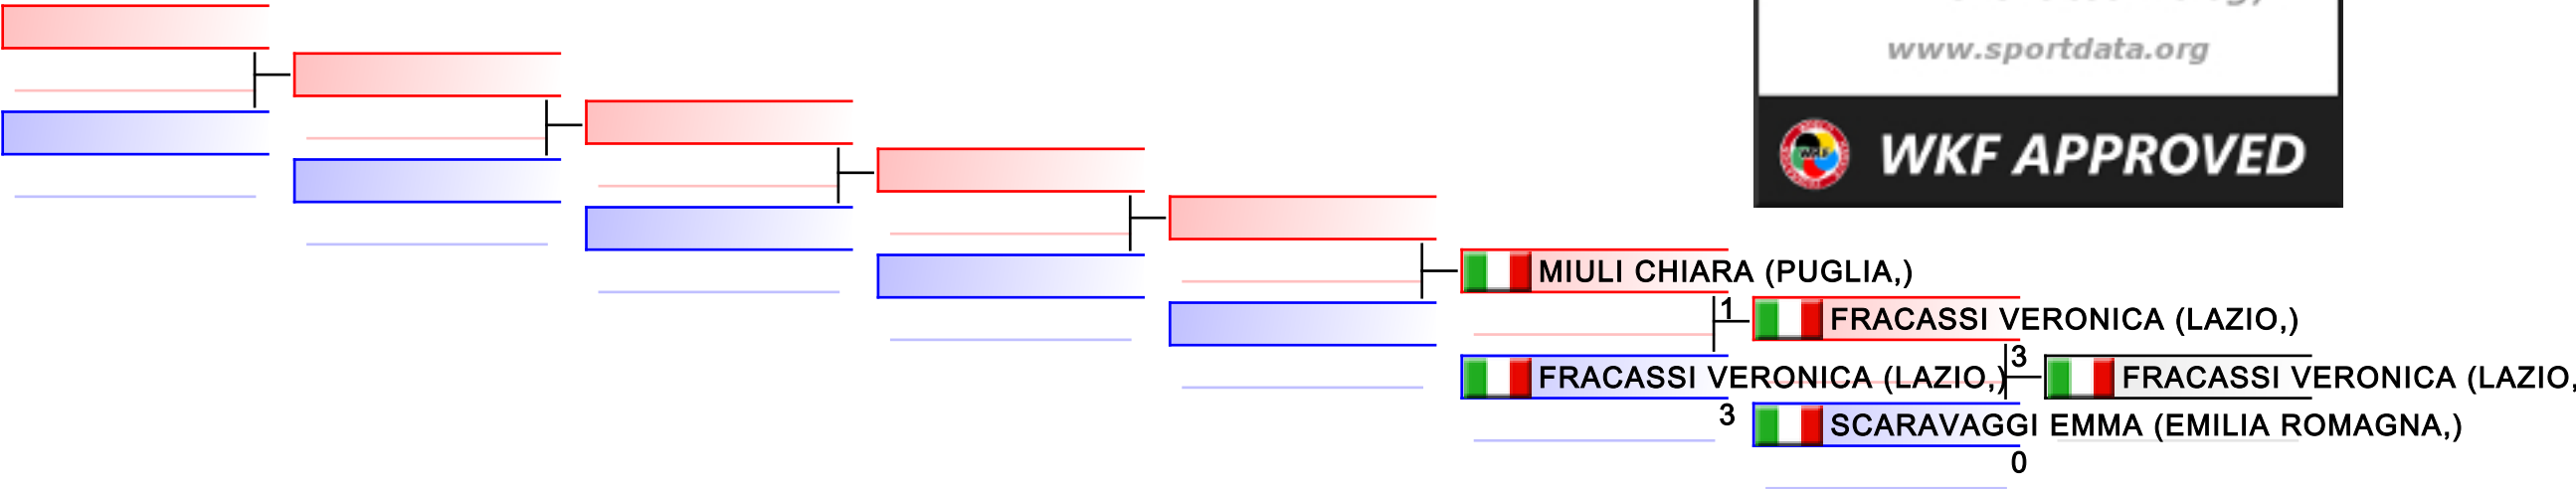 www.sportdata.org
WKF APPROVED
MIULI CHIARA (PUGLIA,)
1
FRACASSI VERONICA (LAZIO,)
3
FRACASSI VERONICA (LAZIO,)
FRACASSI VERONICA (LAZIO,
3
SCARAVAGGI EMMA (EMILIA ROMAGNA,)
0